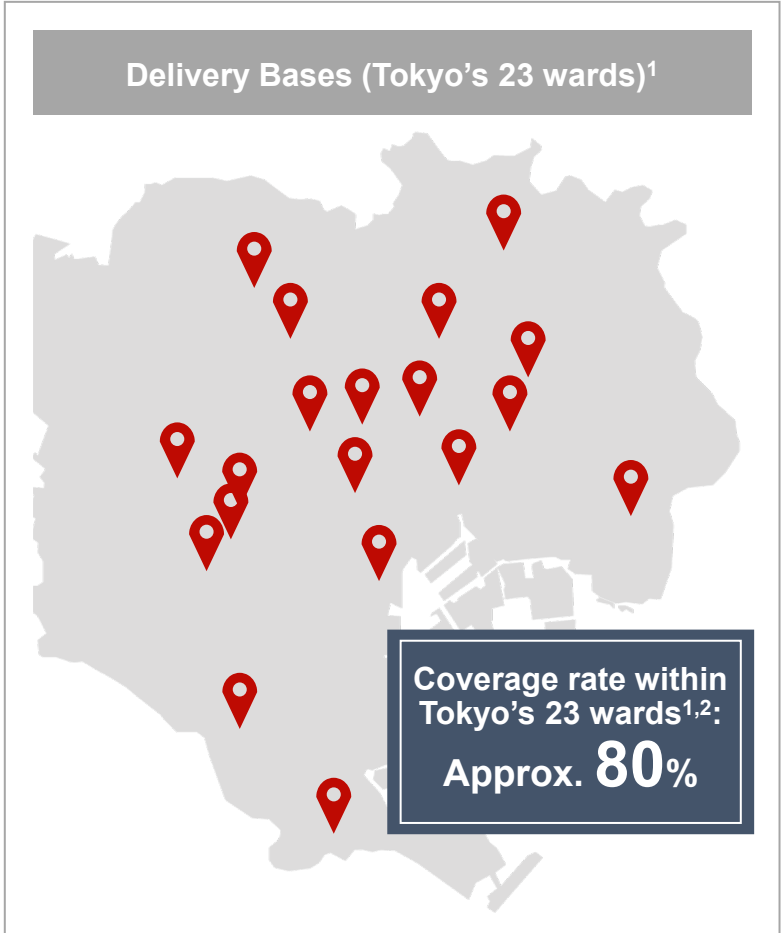 Delivery Bases (Tokyo’s 23 wards)¹
Coverage rate within
Tokyo’s 23 wards¹,²:
Approx. 80%